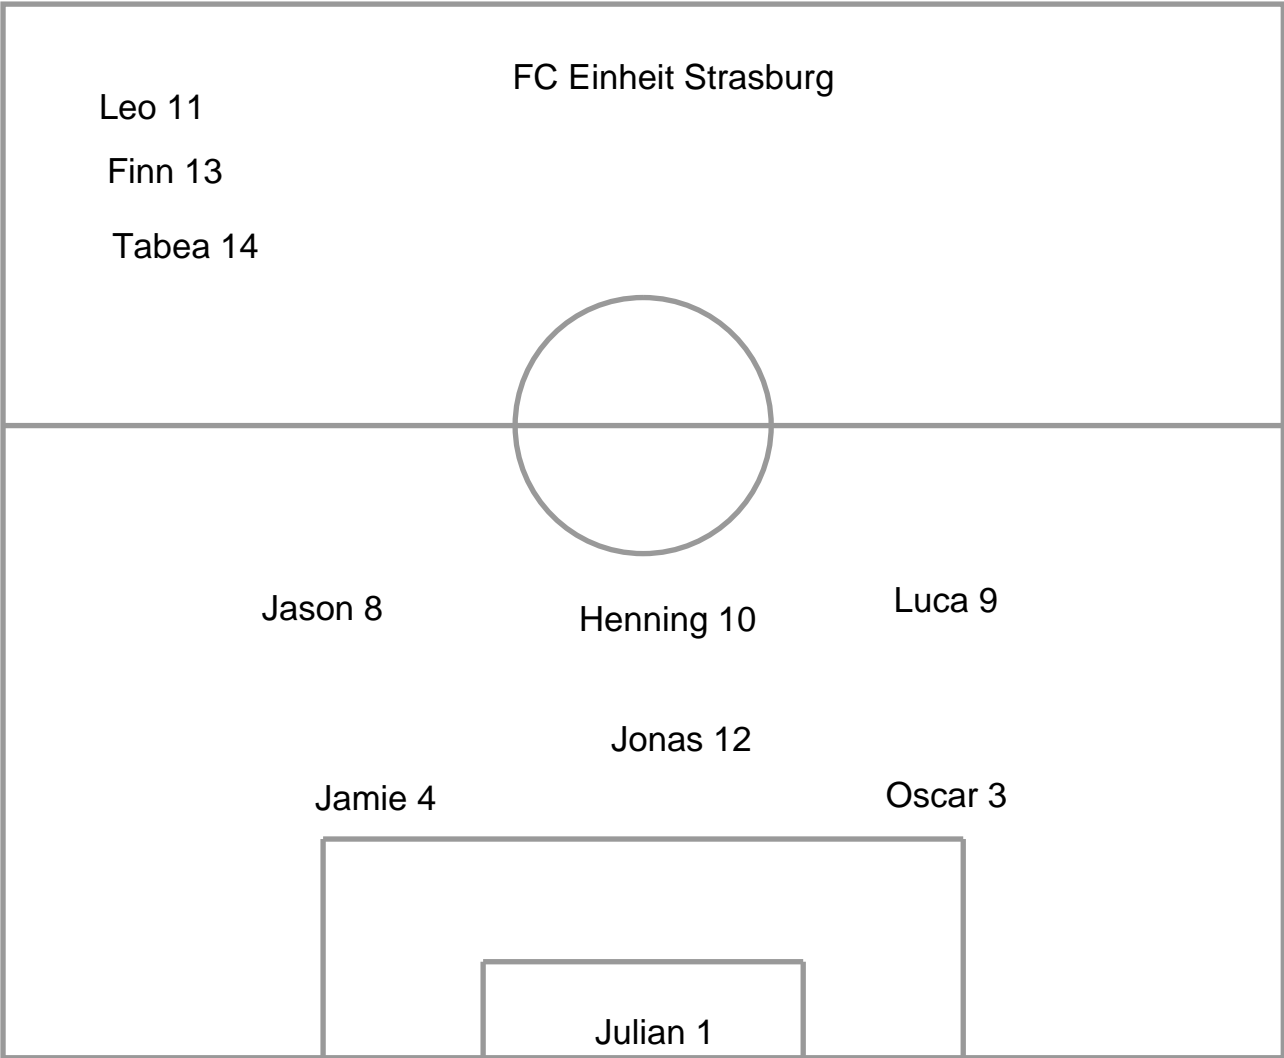 FC Einheit Strasburg
Leo 11
Finn 13
Tabea 14
Jason 8
Henning 10
Luca 9
Jonas 12
Jamie 4
Oscar 3
Julian 1